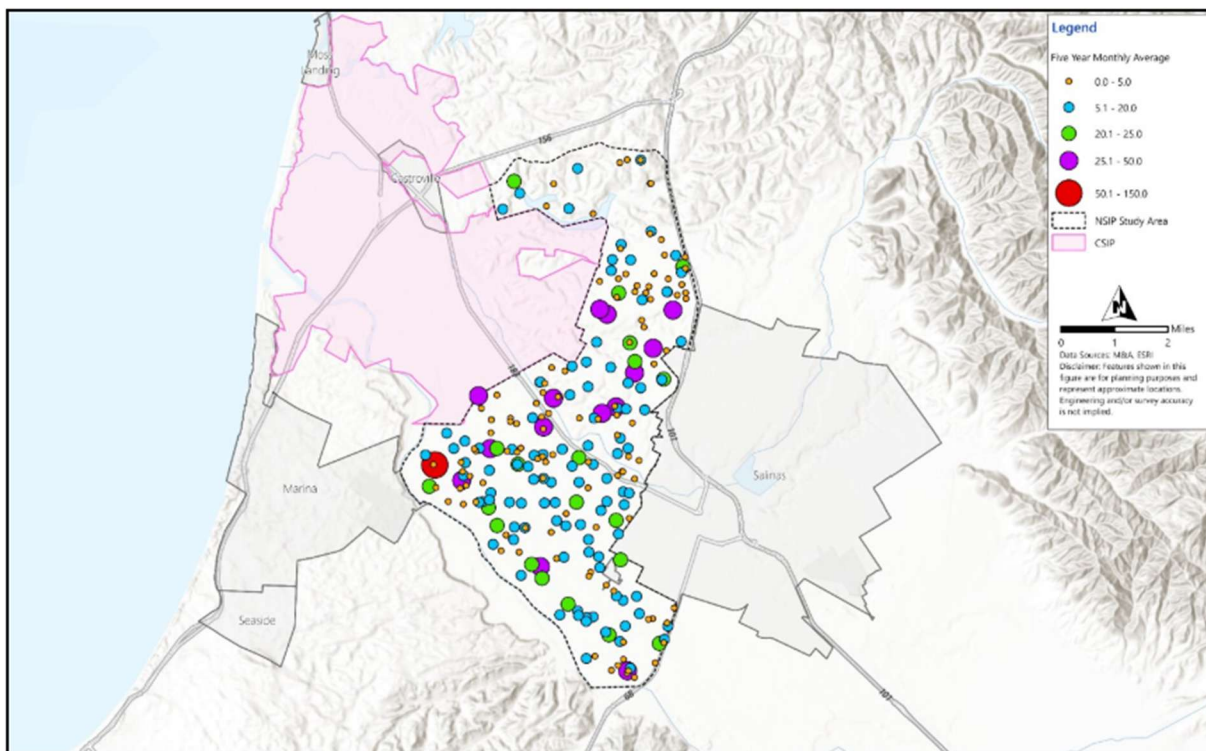 Legend
Five Year Monthly Average
0.0 - 5.0
5.1 - 20.0
20.1 - 25.0
25.1 - 50.0
50.1 - 150.0
NSIP Study Area
CSIP
N
0 1 2 Miles
Data Sources: M&A, ESRI
Disclaimer: Features shown in this
figure are for planning purposes and
represent approximate locations.
Engineering and/or survey accuracy
is not implied.
Moss
Landing
156
Castroville
183
101
Salinas
Marina
Seaside
68
101